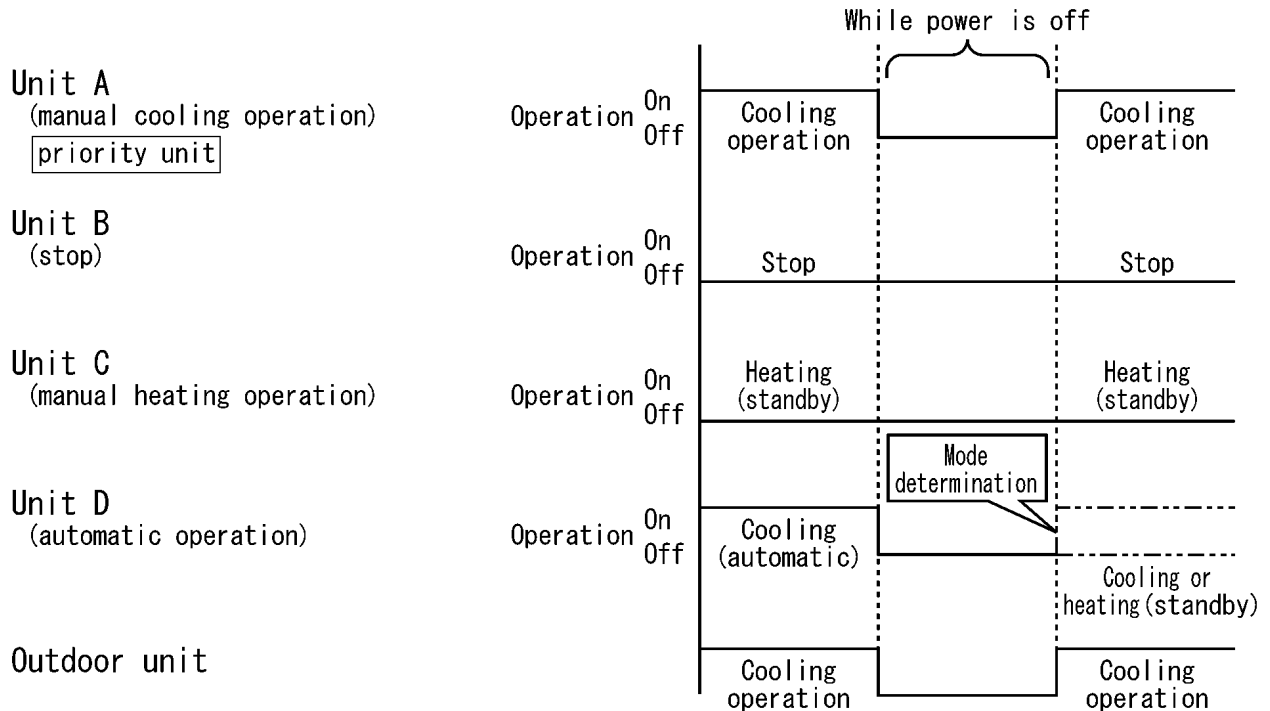 While power is off
Unit A
(manual cooling operation)
priority unit
Operation On
Off
Cooling
operation
Cooling
operation
Unit B
(stop)
Operation On
Off
Stop
Stop
Unit C
(manual heating operation)
Operation On
Off
Heating
(standby)
Heating
(standby)
Unit D
(automatic operation)
Operation On
Off
Cooling
(automatic)
Mode
determination
Cooling or
heating(standby)
Outdoor unit
Cooling
operation
Cooling
operation